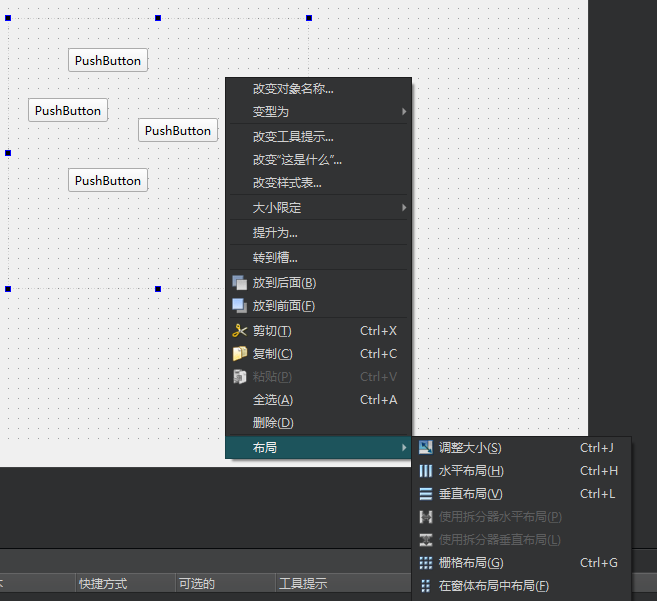 PushButton
PushButton
PushButton
PushButton
改变对象名称...
变型为
改变工具提示...
改变“这是什么”...
改变样式表...
大小限定
提升为...
转到槽...
放到后面(B)
放到前面(F)
剪切(T) Ctrl+X
复制(C) Ctrl+C
粘贴(P) Ctrl+V
全选(A) Ctrl+A
删除(D)
布局
调整大小(S) Ctrl+J
水平布局(H) Ctrl+H
垂直布局(V) Ctrl+L
使用拆分器水平布局(P)
使用拆分器垂直布局(L)
栅格布局(G) Ctrl+G
在窗体布局中布局(F)
快捷方式 可选的 工具提示